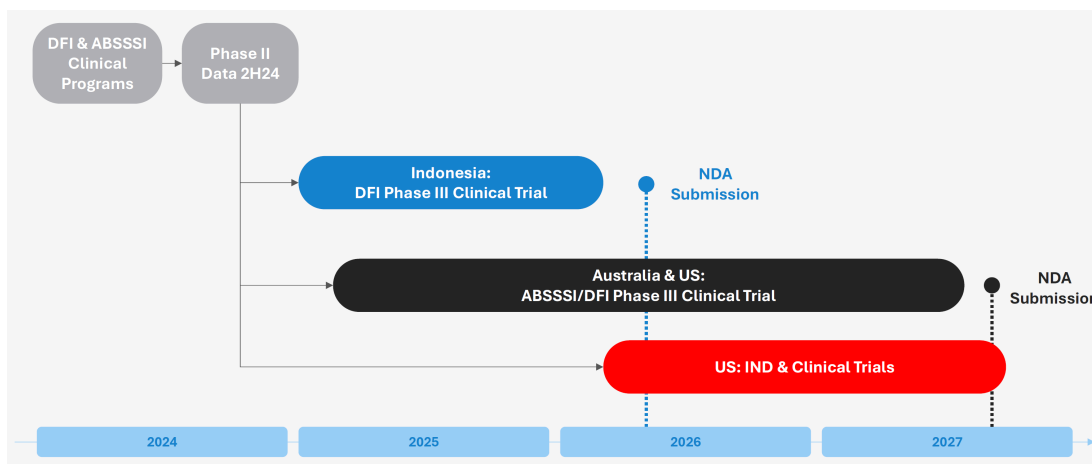 DFI & ABSSSI
Clinical
Programs
Phase II
Data 2H24
Indonesia:
DFI Phase III Clinical Trial
NDA
Submission
Australia & US:
ABSSSI/DFI Phase III Clinical Trial
NDA
Submission
US: IND & Clinical Trials
2024
2025
2026
2027